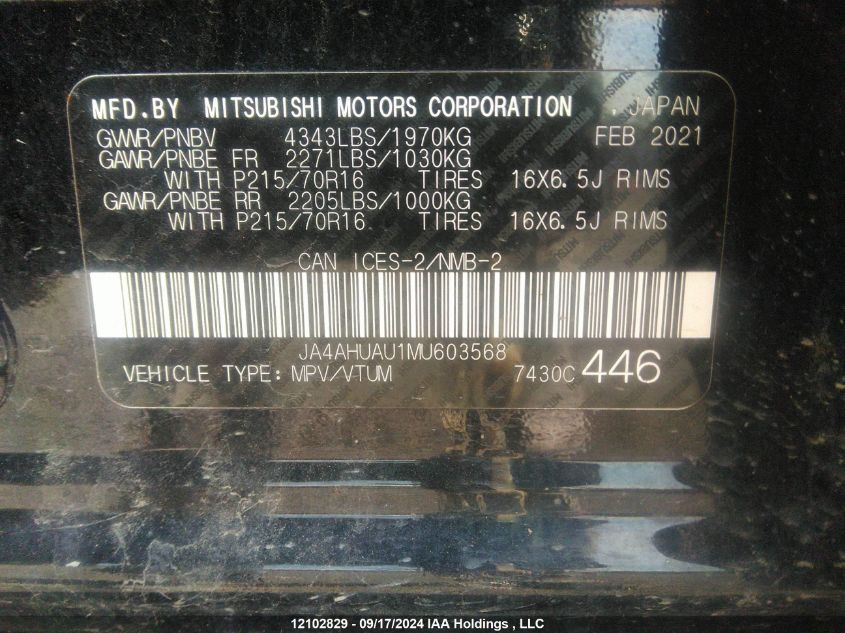 MFD.BY MITSUBISHI MOTORS CORPORATION , JAPAN
GVWR/PNBV 4343LBS/1970KG FEB 2021
GAWR/PNBE FR 2271LBS/1030KG
WITH P215/70R16 TIRES 16X6.5J RIMS
GAWR/PNBE RR 2205LBS/1000KG
WITH P215/70R16 TIRES 16X6.5J RIMS
CAN ICES-2/NMB-2
JA4AHUAU1MU603568
VEHICLE TYPE: MPV/VTUM 7430C 446
12102829 - 09/17/2024 IAA Holdings , LLC